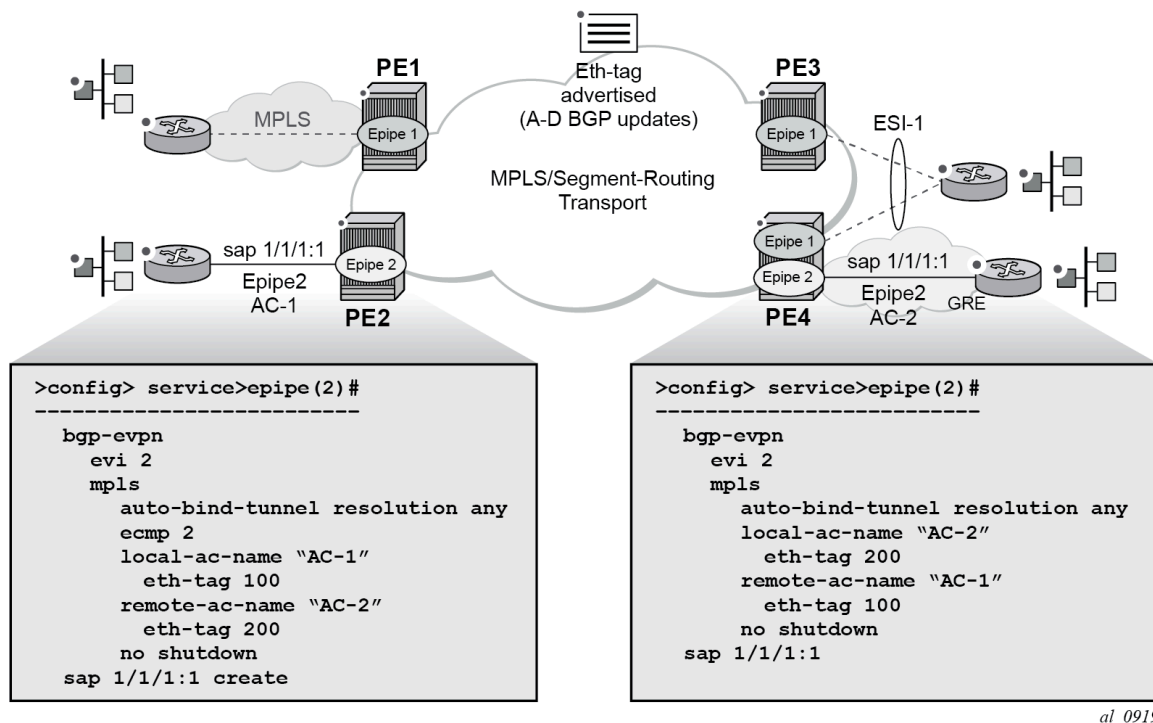 PE1
Eth-tag
advertised
(A-D BGP updates)
PE3
MPLS
Epipe 1
Epipe 1
ESI-1
MPLS/Segment-Routing
Transport
sap 1/1/1:1
Epipe2
AC-1
Epipe 2
PE2
Epipe 1
Epipe 2
PE4
sap 1/1/1:1
Epipe2
AC-2
GRE
>config> service>epipe(2)#
--------------------------
bgp-evpn
evi 2
mpls
auto-bind-tunnel resolution any
ecmp 2
local-ac-name “AC-1”
eth-tag 100
remote-ac-name “AC-2”
eth-tag 200
no shutdown
sap 1/1/1:1 create
>config> service>epipe(2)#
--------------------------
bgp-evpn
evi 2
mpls
auto-bind-tunnel resolution any
local-ac-name “AC-2”
eth-tag 200
remote-ac-name “AC-1”
eth-tag 100
no shutdown
sap 1/1/1:1
al_0919